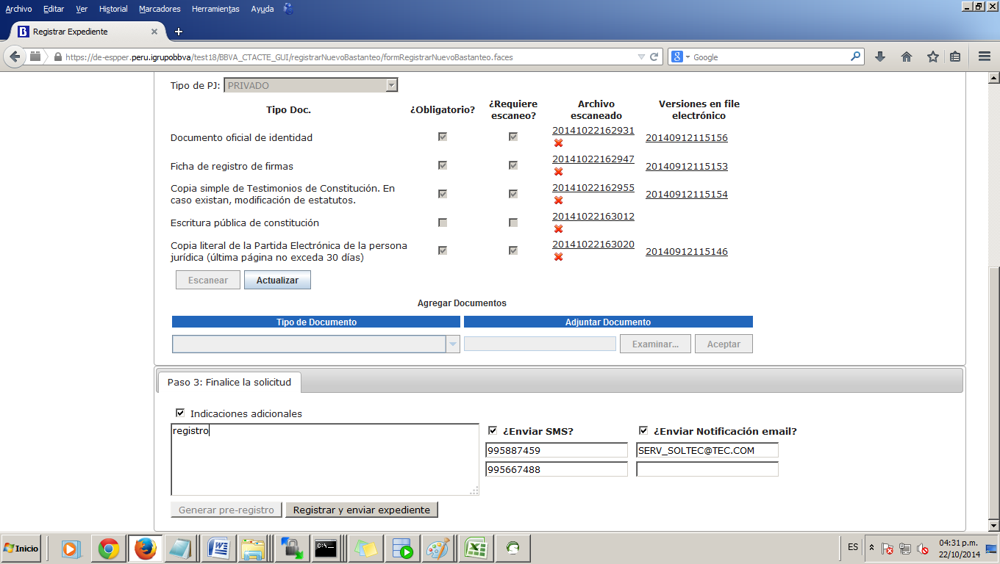 Archivo Editar Ver Historial Marcadores Herramientas Ayuda
Registrar Expediente
https://de-espper.peru.igrupobbva/test18/BBVA_CTACTE_GUI/registrarNuevoBastanteo/formRegistrarNuevoBastanteo.faces
Google
Tipo de PJ: PRIVADO
Tipo Doc. ¿Obligatorio? ¿Requiere escaneo? Archivo escaneado Versiones en file electrónico
Documento oficial de identidad 20141022162931 20140912115156
Ficha de registro de firmas 20141022162947 20140912115153
Copia simple de Testimonios de Constitución. En caso existan, modificación de estatutos. 20141022162955 20140912115154
Escritura pública de constitución 20141022163012
Copia literal de la Partida Electrónica de la persona jurídica (última página no exceda 30 días) 20141022163020 20140912115146
Escanear Actualizar
Agregar Documentos
Tipo de Documento Adjuntar Documento
Examinar... Aceptar
Paso 3: Finalice la solicitud
Indicaciones adicionales
registro
¿Enviar SMS? ¿Enviar Notificación email?
995887459 SERV_SOLTEC@TEC.COM
995667488
Generar pre-registro Registrar y enviar expediente
Inicio
ES
04:31 p.m.
22/10/2014